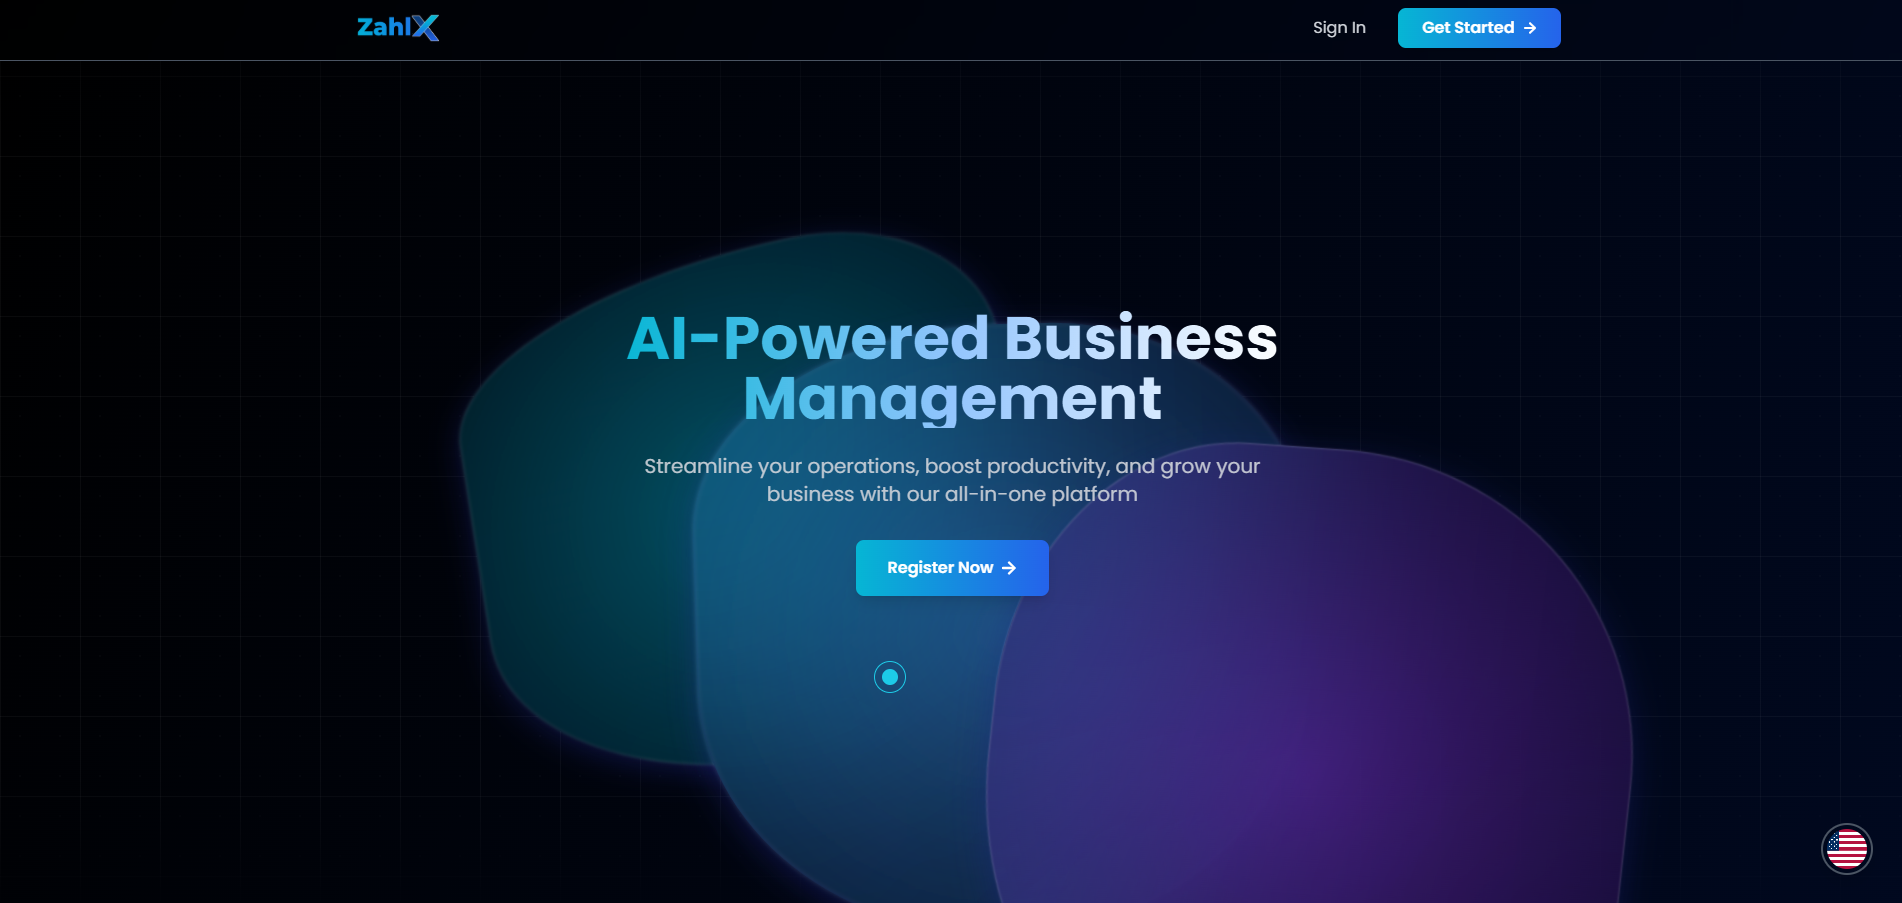 ZahlX
Sign In
Get Started
AI-Powered Business
Management
Streamline your operations, boost productivity, and grow your
business with our all-in-one platform
Register Now